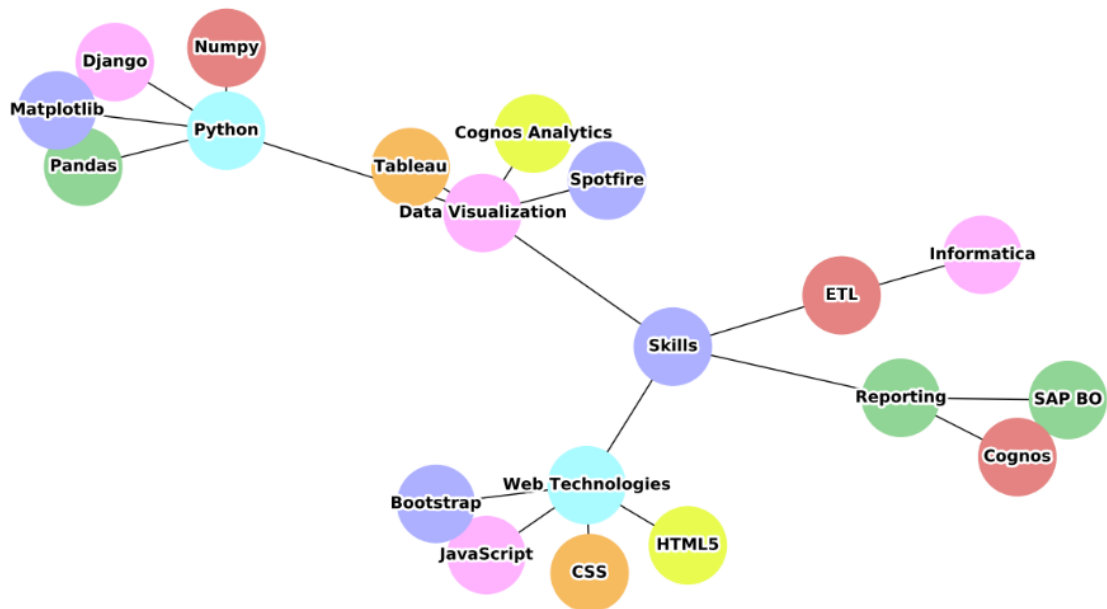 Numpy
Django
Matplotlib
Python
Pandas
Cognos Analytics
Tableau
Spotfire
Data Visualization
Informatica
ETL
Skills
Reporting
SAP BO
Cognos
Web Technologies
Bootstrap
JavaScript
HTML5
CSS